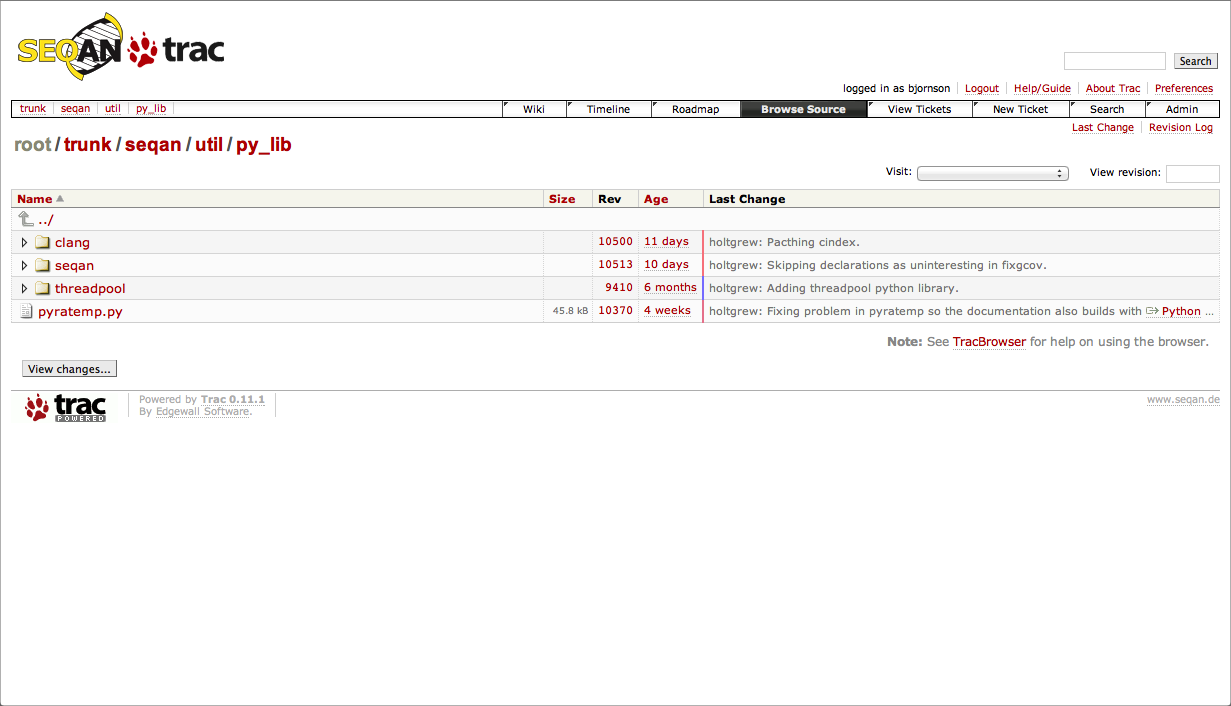 SEQAN trac
Search
logged in as bjornson Logout Help/Guide About Trac Preferences
trunk seqan util py_lib Wiki Timeline Roadmap Browse Source View Tickets New Ticket Search Admin
Last Change Revision Log
root / trunk / seqan / util / py_lib
Visit: View revision:
Name Size Rev Age Last Change
../
clang 10500 11 days holtgrew: Pacthing cindex.
seqan 10513 10 days holtgrew: Skipping declarations as uninteresting in fixgcov.
threadpool 9410 6 months holtgrew: Adding threadpool python library.
pyratemp.py 45.8 kB 10370 4 weeks holtgrew: Fixing problem in pyratemp so the documentation also builds with Python ...
Note: See TracBrowser for help on using the browser.
View changes...
trac POWERED Powered by Trac 0.11.1 www.seqan.de
By Edgewall Software.